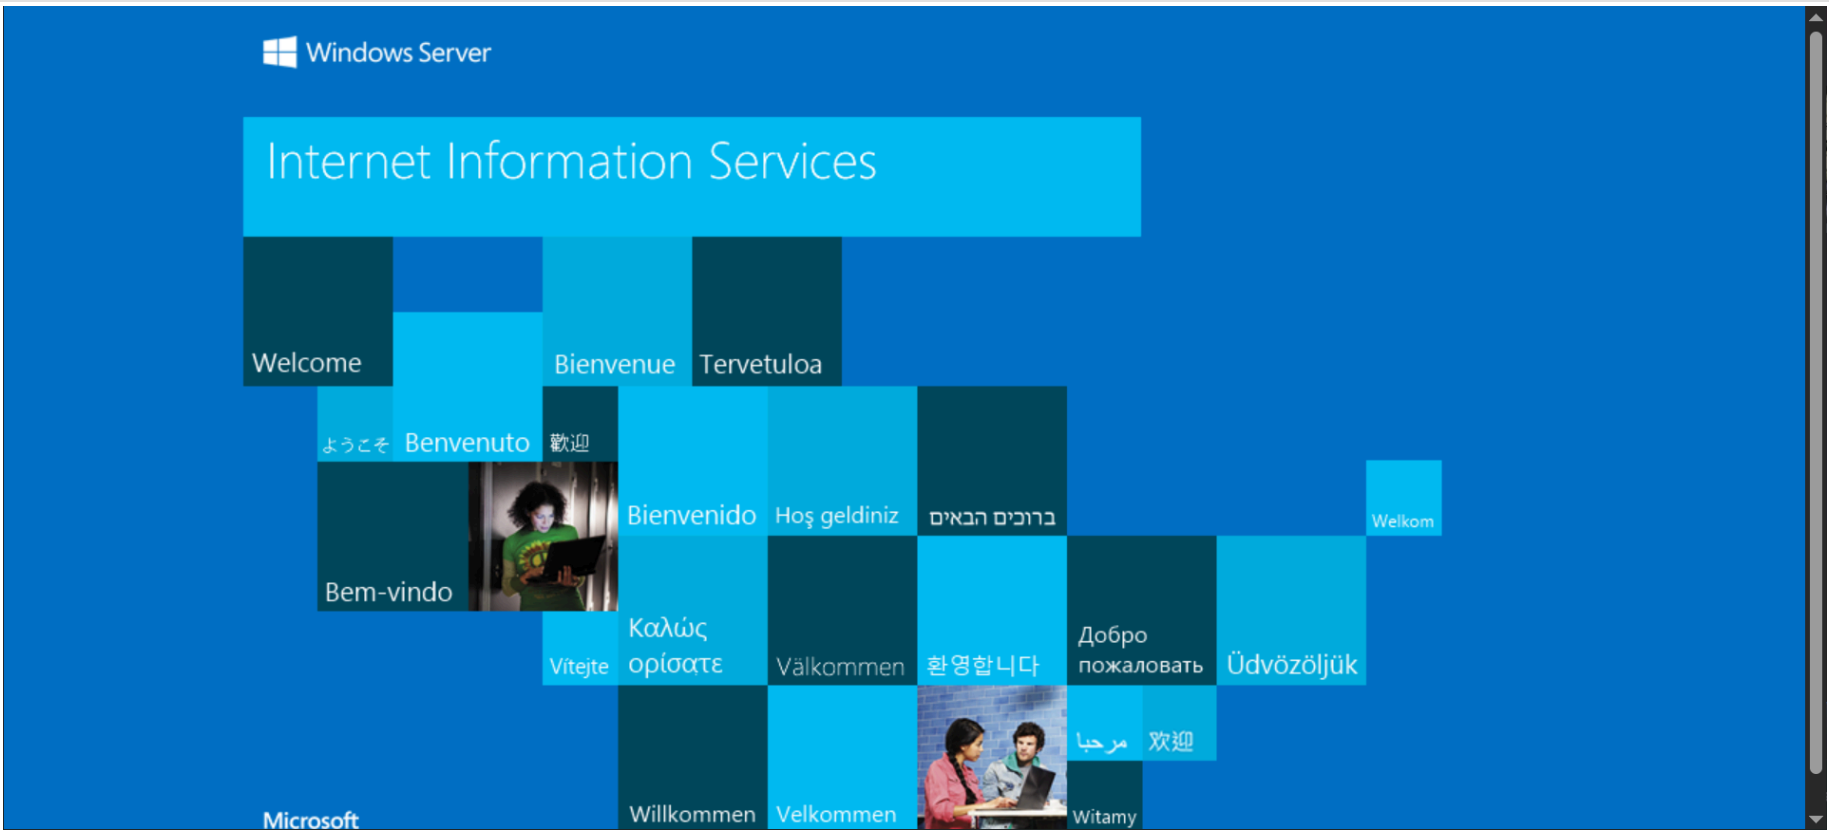 Windows Server
Internet Information Services
Welcome
Bienvenue
Tervetuloa
ようこそ
Benvenuto
歡迎
Bienvenido
Hoş geldiniz
ברוכים הבאים
Welkom
Bem-vindo
Vítejte
Καλώς
ορίσατε
Välkommen
환영합니다
Добро
пожаловать
Üdvözöljük
مرحبا
欢迎
Willkommen
Velkommen
Witamy
Microsoft